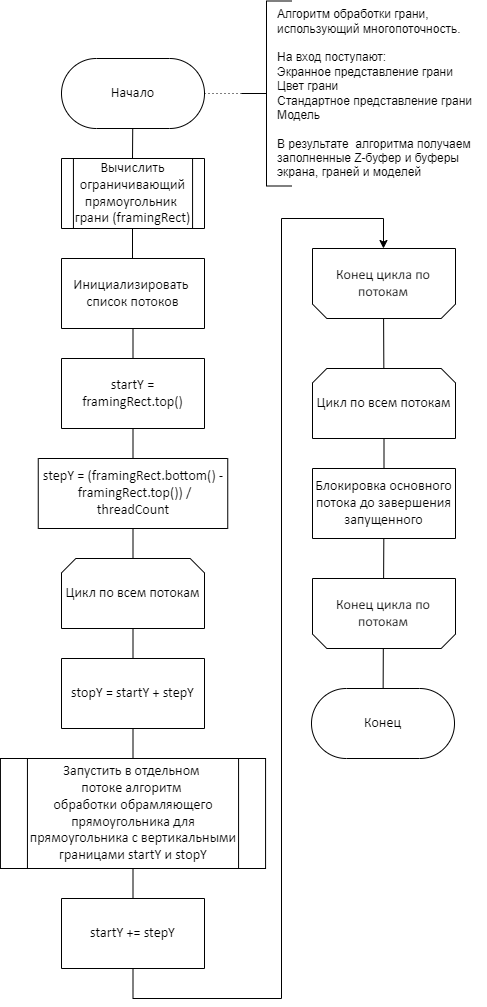 Алгоритм обработки грани,
использующий многопоточность.
На вход поступают:
Экранное представление грани
Цвет грани
Стандартное представление грани
Модель
В результате алгоритма получаем
заполненные Z-буфер и буферы
экрана, граней и моделей
Начало
Вычислить
ограничивающий
прямоугольник
грани (framingRect)
Инициализировать
список потоков
startY =
framingRect.top()
stepY = (framingRect.bottom() -
framingRect.top()) /
threadCount
Цикл по всем потокам
stopY = startY + stepY
Запустить в отдельном
потоке алгоритм
обработки обрамляющего
прямоугольника для
прямоугольника с вертикальными
границами startY и stopY
startY += stepY
Конец цикла по
потокам
Цикл по всем потокам
Блокировка основного
потока до завершения
запущенного
Конец цикла по
потокам
Конец